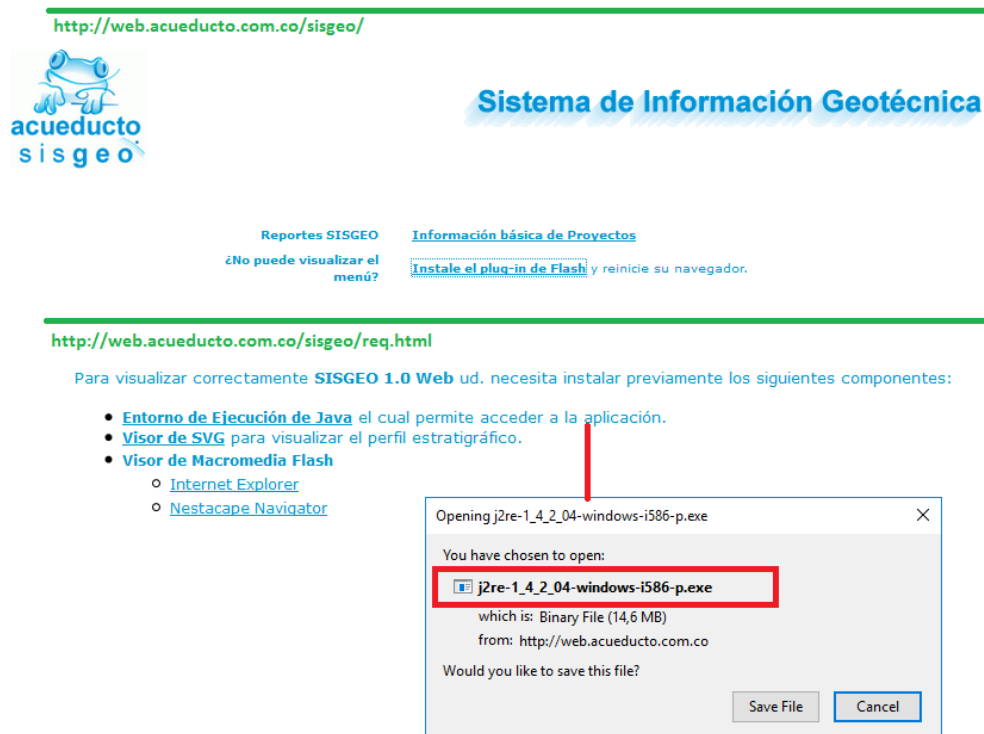 http://web.acueducto.com.co/sisgeo/
acueducto
sisgeo
Sistema de Información Geotécnica
Reportes SISGEO Información básica de Proyectos
¿No puede visualizar el menú? Instale el plug-in de Flash y reinicie su navegador.
http://web.acueducto.com.co/sisgeo/req.html
Para visualizar correctamente SISGEO 1.0 Web ud. necesita instalar previamente los siguientes componentes:
Entorno de Ejecución de Java el cual permite acceder a la aplicación.
Visor de SVG para visualizar el perfil estratigráfico.
Visor de Macromedia Flash
Internet Explorer
Nestacape Navigator
Opening j2re-1_4_2_04-windows-i586-p.exe
You have chosen to open:
j2re-1_4_2_04-windows-i586-p.exe
which is: Binary File (14,6 MB)
from: http://web.acueducto.com.co
Would you like to save this file?
Save File Cancel